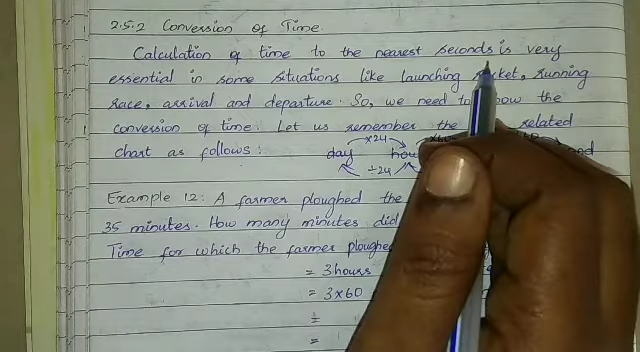 2.5.2 Conversion of Time.
Calculation of time to the nearest seconds is very
essential in some situations like launching rocket, running
race, arrival and departure. So, we need to know the
conversion of time. Let us remember the related
chart as follows:
×24
day
÷24
Example 12: A farmer ploughed the
35 minutes. How many minutes did
Time for which the farmer ploughed
= 3 hours
= 3×60
=
=